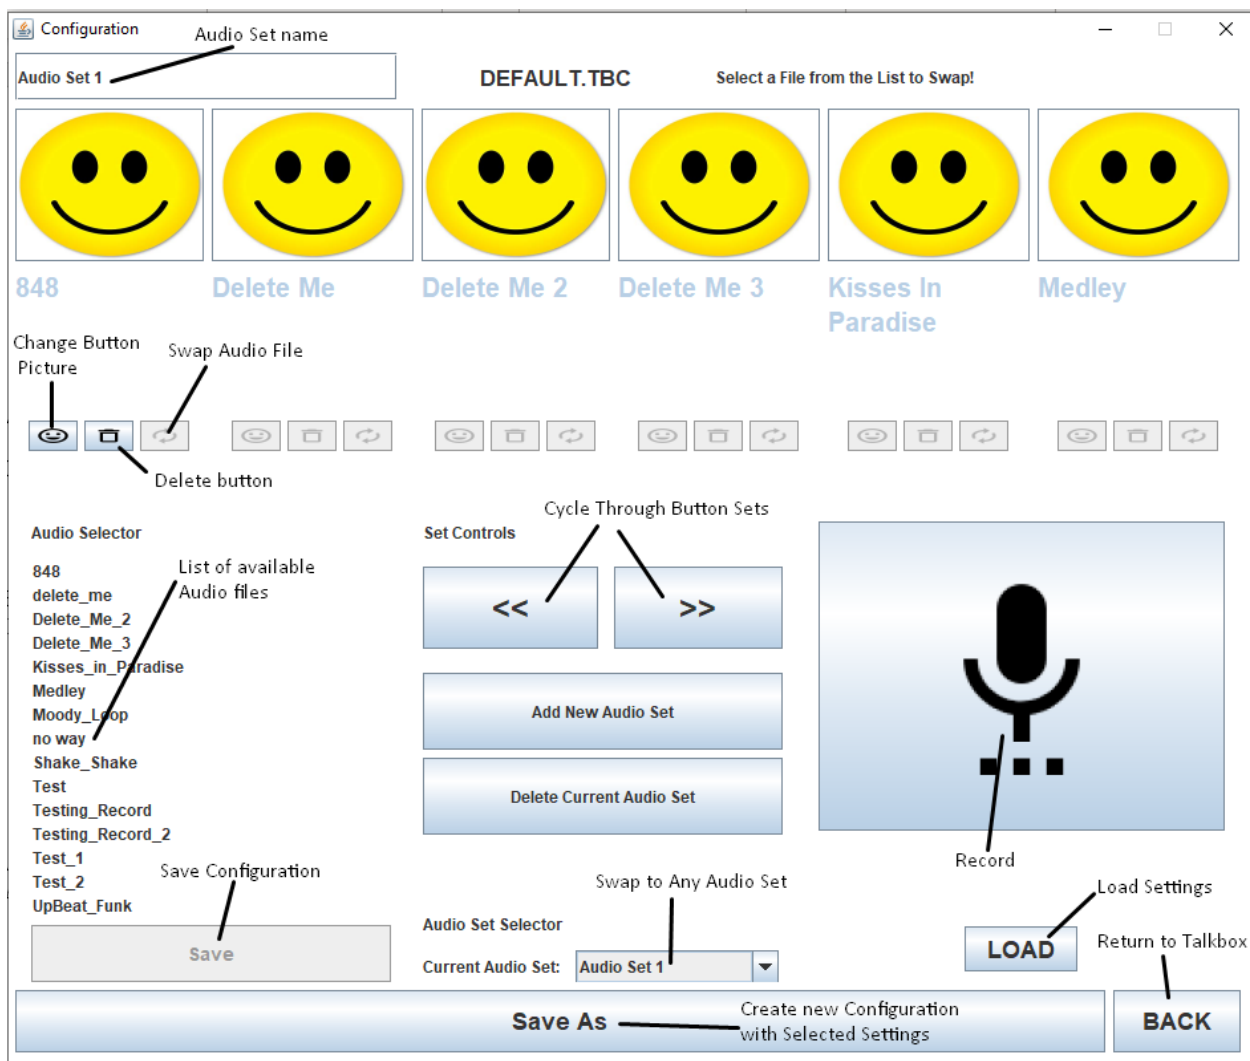 Configuration
Audio Set name
Audio Set 1
DEFAULT.TBC
Select a File from the List to Swap!
848
Delete Me
Delete Me 2
Delete Me 3
Kisses In
Paradise
Medley
Change Button
Picture
Swap Audio File
Delete button
Cycle Through Button Sets
Audio Selector
List of available
Audio files
848
delete_me
Delete_Me_2
Delete_Me_3
Kisses_in_Paradise
Medley
Moody_Loop
no way
Shake_Shake
Test
Testing_Record
Testing_Record_2
Test_1
Test_2
UpBeat_Funk
Save Configuration
Save
Set Controls
<<
>>
Add New Audio Set
Delete Current Audio Set
Swap to Any Audio Set
Audio Set Selector
Current Audio Set:
Audio Set 1
Record
Load Settings
LOAD
Return to Talkbox
Save As
Create new Configuration
with Selected Settings
BACK